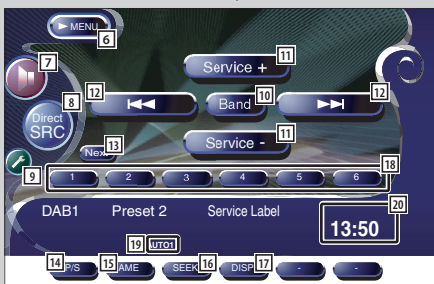 ►MENU
6
11
7
Service +
12
12
8
10
Direct
SRC
Band
13
11
Next
Service -
18
9
1 2 3 4 5 6
20
DAB1 Preset 2 Service Label
13:50
19 AUTO1
14 P/S 15 AME SEEK 16 DISP 17 - -